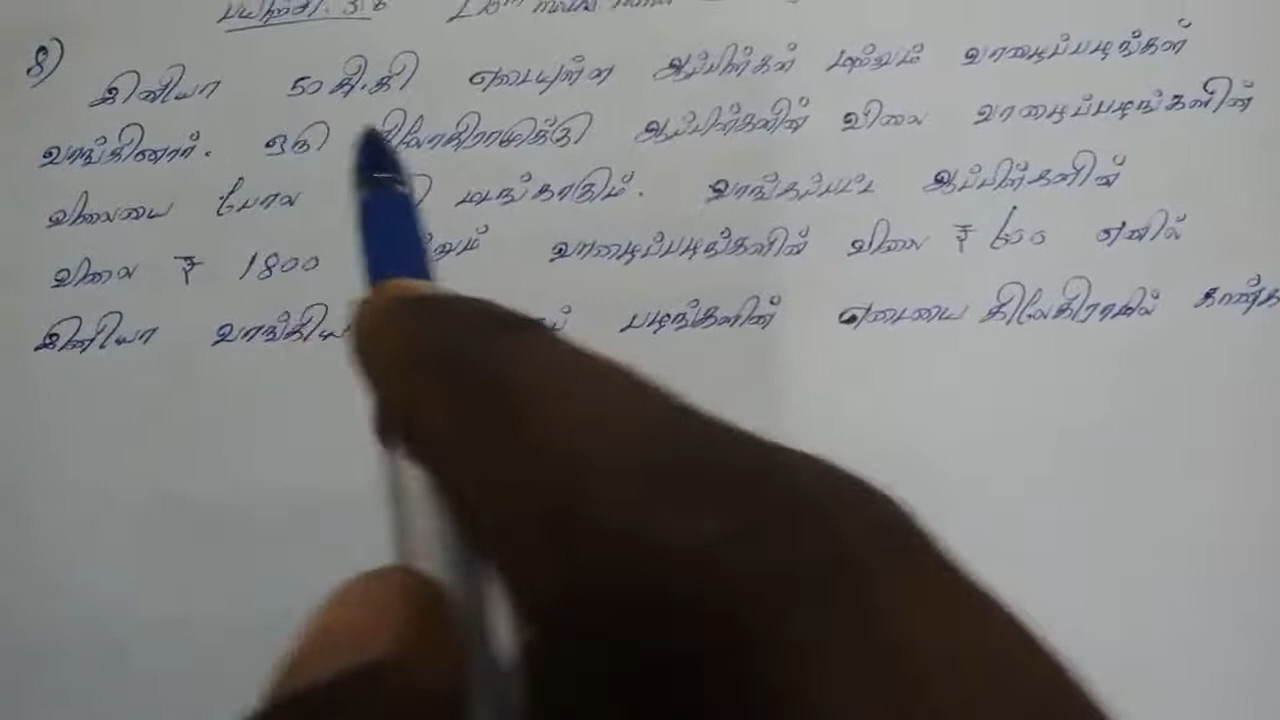 8) இனியா 50 கி.கி எடையுள்ள ஆப்பிள்கள் மற்றும் வாழைப்பழங்கள்
வாங்கினார். ஒரு கிலோகிராமுக்கு ஆப்பிள்களின் விலை வாழைப்பழங்களின்
விலையை போல மடங்காகும். வாங்கப்பட்ட ஆப்பிள்களின்
விலை ₹ 1800 வாழைப்பழங்களின் விலை ₹ 600 எனில்
இனியா வாங்கிய பழங்களின் எடையை கிலோகிராமில் காண்க